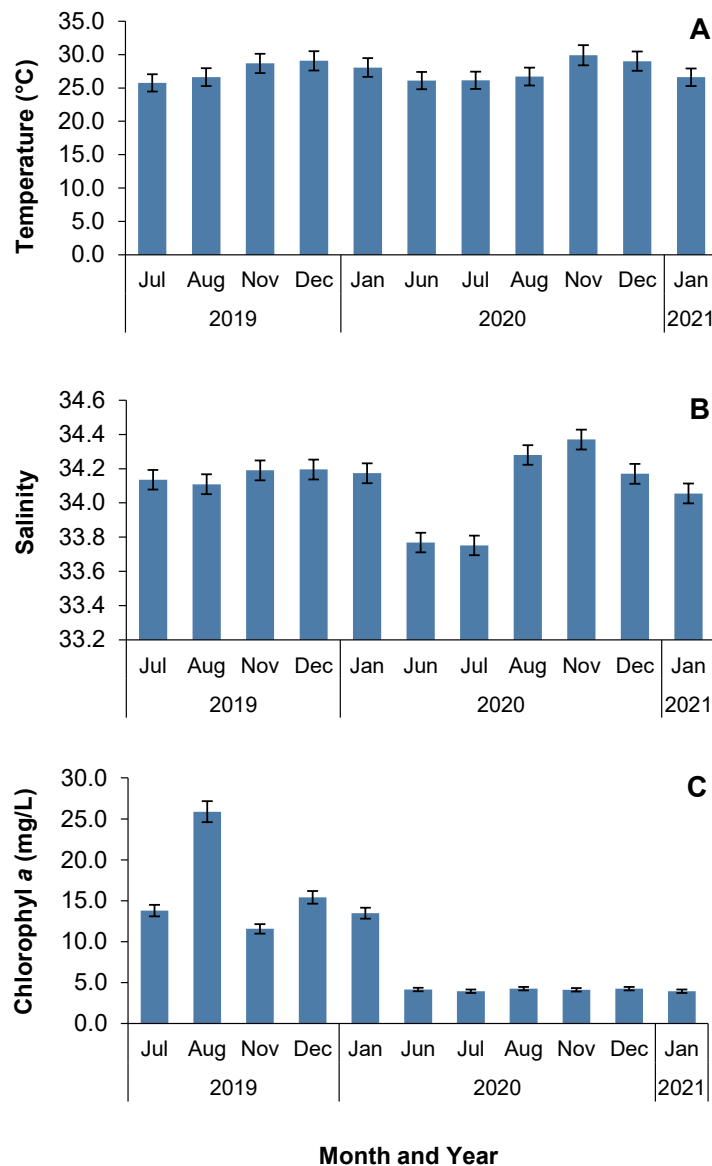 A
Temperature (°C)
35.0
30.0
25.0
20.0
15.0
10.0
5.0
0.0
Jul Aug Nov Dec Jan Jun Jul Aug Nov Dec Jan
2019 2020 2021
B
Salinity
34.6
34.4
34.2
34.0
33.8
33.6
33.4
33.2
Jul Aug Nov Dec Jan Jun Jul Aug Nov Dec Jan
2019 2020 2021
C
Chlorophyl a (mg/L)
30.0
25.0
20.0
15.0
10.0
5.0
0.0
Jul Aug Nov Dec Jan Jun Jul Aug Nov Dec Jan
2019 2020 2021
Month and Year